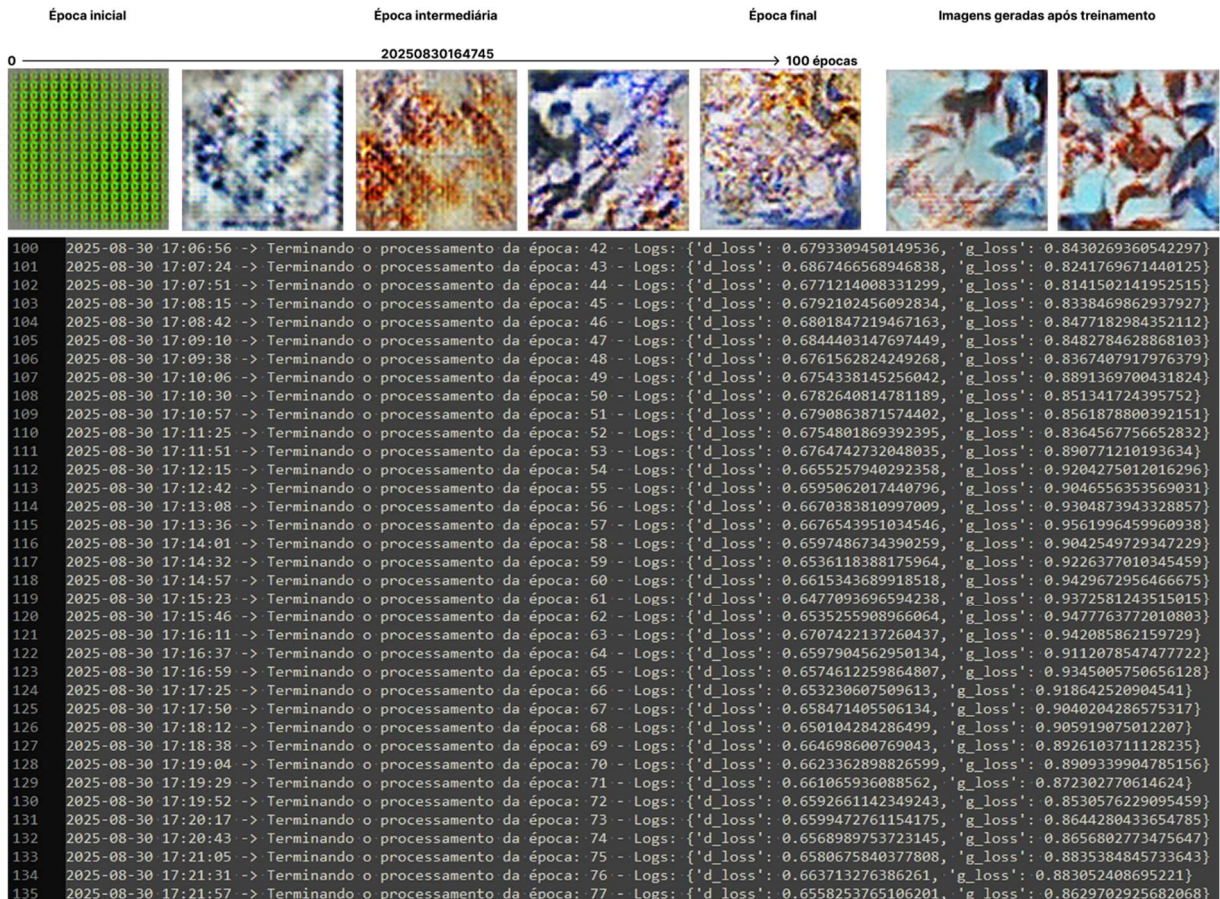 Época inicial
Época intermediária
Época final
Imagens geradas após treinamento
20250830164745
0
100 épocas
100 2025-08-30 17:06:56 -> Terminando o processamento da época: 42 - Logs: {'d_loss': 0.6793309450149536, 'g_loss': 0.8430269360542297}
101 2025-08-30 17:07:24 -> Terminando o processamento da época: 43 - Logs: {'d_loss': 0.6867466568946838, 'g_loss': 0.8241769671440125}
102 2025-08-30 17:07:51 -> Terminando o processamento da época: 44 - Logs: {'d_loss': 0.6771214008331299, 'g_loss': 0.8141502141952515}
103 2025-08-30 17:08:15 -> Terminando o processamento da época: 45 - Logs: {'d_loss': 0.6792102456092834, 'g_loss': 0.833846986293​7927}
104 2025-08-30 17:08:42 -> Terminando o processamento da época: 46 - Logs: {'d_loss': 0.6801847219467163, 'g_loss': 0.8477182984352112}
105 2025-08-30 17:09:10 -> Terminando o processamento da época: 47 - Logs: {'d_loss': 0.6844403147697449, 'g_loss': 0.8482784628868103}
106 2025-08-30 17:09:38 -> Terminando o processamento da época: 48 - Logs: {'d_loss': 0.6761562824249268, 'g_loss': 0.8367407917976379}
107 2025-08-30 17:10:06 -> Terminando o processamento da época: 49 - Logs: {'d_loss': 0.6754338145256042, 'g_loss': 0.8891369700431824}
108 2025-08-30 17:10:30 -> Terminando o processamento da época: 50 - Logs: {'d_loss': 0.6782640814781189, 'g_loss': 0.851341724395752}
109 2025-08-30 17:10:57 -> Terminando o processamento da época: 51 - Logs: {'d_loss': 0.6790863871574402, 'g_loss': 0.8561878800392151}
110 2025-08-30 17:11:25 -> Terminando o processamento da época: 52 - Logs: {'d_loss': 0.6754801869392395, 'g_loss': 0.8364567756652832}
111 2025-08-30 17:11:51 -> Terminando o processamento da época: 53 - Logs: {'d_loss': 0.6764742732048035, 'g_loss': 0.890771210193634}
112 2025-08-30 17:12:15 -> Terminando o processamento da época: 54 - Logs: {'d_loss': 0.6655257940292358, 'g_loss': 0.9204275012016296}
113 2025-08-30 17:12:42 -> Terminando o processamento da época: 55 - Logs: {'d_loss': 0.6595062017440796, 'g_loss': 0.9046556353569031}
114 2025-08-30 17:13:08 -> Terminando o processamento da época: 56 - Logs: {'d_loss': 0.6670383810997009, 'g_loss': 0.9304873943328857}
115 2025-08-30 17:13:36 -> Terminando o processamento da época: 57 - Logs: {'d_loss': 0.6676543951034546, 'g_loss': 0.9561996459960938}
116 2025-08-30 17:14:01 -> Terminando o processamento da época: 58 - Logs: {'d_loss': 0.6597486734390259, 'g_loss': 0.9042549729347229}
117 2025-08-30 17:14:32 -> Terminando o processamento da época: 59 - Logs: {'d_loss': 0.6536118388175964, 'g_loss': 0.9226377010345459}
118 2025-08-30 17:14:57 -> Terminando o processamento da época: 60 - Logs: {'d_loss': 0.6615343689918518, 'g_loss': 0.9429672956466675}
119 2025-08-30 17:15:23 -> Terminando o processamento da época: 61 - Logs: {'d_loss': 0.6477093696594238, 'g_loss': 0.9372581243515015}
120 2025-08-30 17:15:46 -> Terminando o processamento da época: 62 - Logs: {'d_loss': 0.6535255908966064, 'g_loss': 0.9477763772010803}
121 2025-08-30 17:16:11 -> Terminando o processamento da época: 63 - Logs: {'d_loss': 0.6707422137260437, 'g_loss': 0.942085862159729}
122 2025-08-30 17:16:37 -> Terminando o processamento da época: 64 - Logs: {'d_loss': 0.6597904562950134, 'g_loss': 0.9112078547477722}
123 2025-08-30 17:16:59 -> Terminando o processamento da época: 65 - Logs: {'d_loss': 0.6574612259864807, 'g_loss': 0.9345005750656128}
124 2025-08-30 17:17:25 -> Terminando o processamento da época: 66 - Logs: {'d_loss': 0.653230607509613, 'g_loss': 0.918642520904541}
125 2025-08-30 17:17:50 -> Terminando o processamento da época: 67 - Logs: {'d_loss': 0.658471405506134, 'g_loss': 0.9040204286575317}
126 2025-08-30 17:18:12 -> Terminando o processamento da época: 68 - Logs: {'d_loss': 0.650104284286499, 'g_loss': 0.905919075012207}
127 2025-08-30 17:18:38 -> Terminando o processamento da época: 69 - Logs: {'d_loss': 0.664698600769043, 'g_loss': 0.8926103711128235}
128 2025-08-30 17:19:04 -> Terminando o processamento da época: 70 - Logs: {'d_loss': 0.6623362898826599, 'g_loss': 0.8909339904785156}
129 2025-08-30 17:19:29 -> Terminando o processamento da época: 71 - Logs: {'d_loss': 0.661065936088562, 'g_loss': 0.872302770614624}
130 2025-08-30 17:19:52 -> Terminando o processamento da época: 72 - Logs: {'d_loss': 0.6592661142349243, 'g_loss': 0.8530576229095459}
131 2025-08-30 17:20:17 -> Terminando o processamento da época: 73 - Logs: {'d_loss': 0.6599472761154175, 'g_loss': 0.8644280433654785}
132 2025-08-30 17:20:43 -> Terminando o processamento da época: 74 - Logs: {'d_loss': 0.6568989753723145, 'g_loss': 0.8656802773475647}
133 2025-08-30 17:21:05 -> Terminando o processamento da época: 75 - Logs: {'d_loss': 0.6580675840377808, 'g_loss': 0.8835384845733643}
134 2025-08-30 17:21:31 -> Terminando o processamento da época: 76 - Logs: {'d_loss': 0.663713276386261, 'g_loss': 0.883052408695221}
135 2025-08-30 17:21:57 -> Terminando o processamento da época: 77 - Logs: {'d_loss': 0.6558253765106201, 'g_loss': 0.8629702925682068}